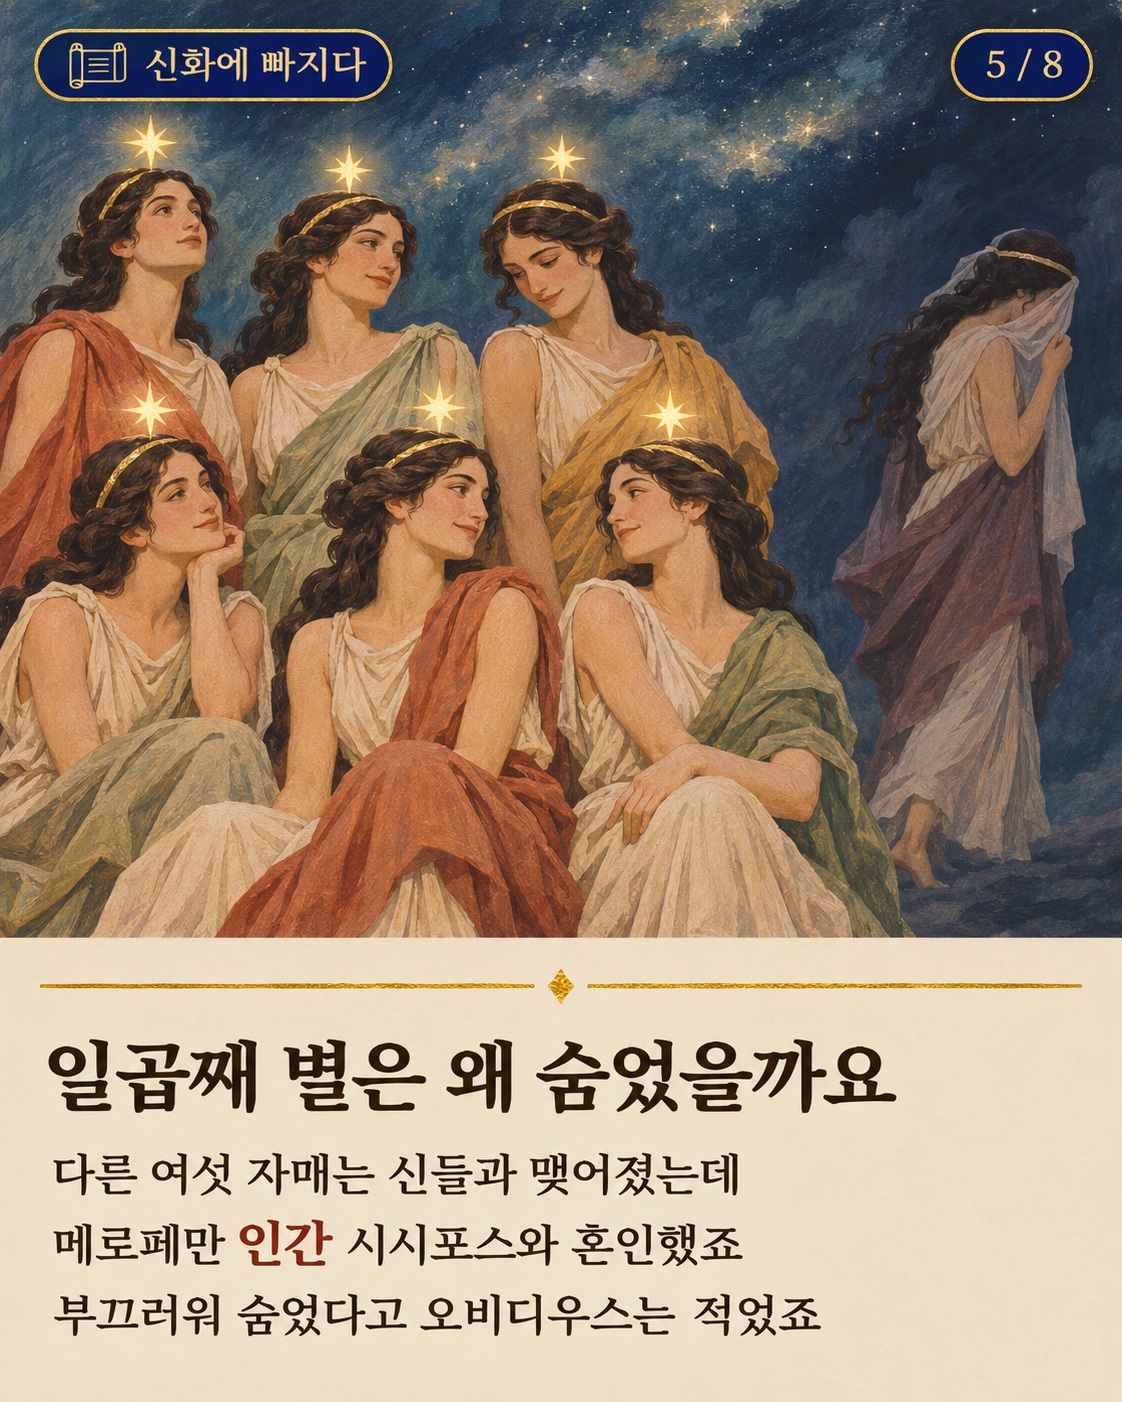 신화에 빠지다
5 / 8
일곱째 별은 왜 숨었을까요
다른 여섯 자매는 신들과 맺어졌는데
메로페만 인간 시시포스와 혼인했죠
부끄러워 숨었다고 오비디우스는 적었죠